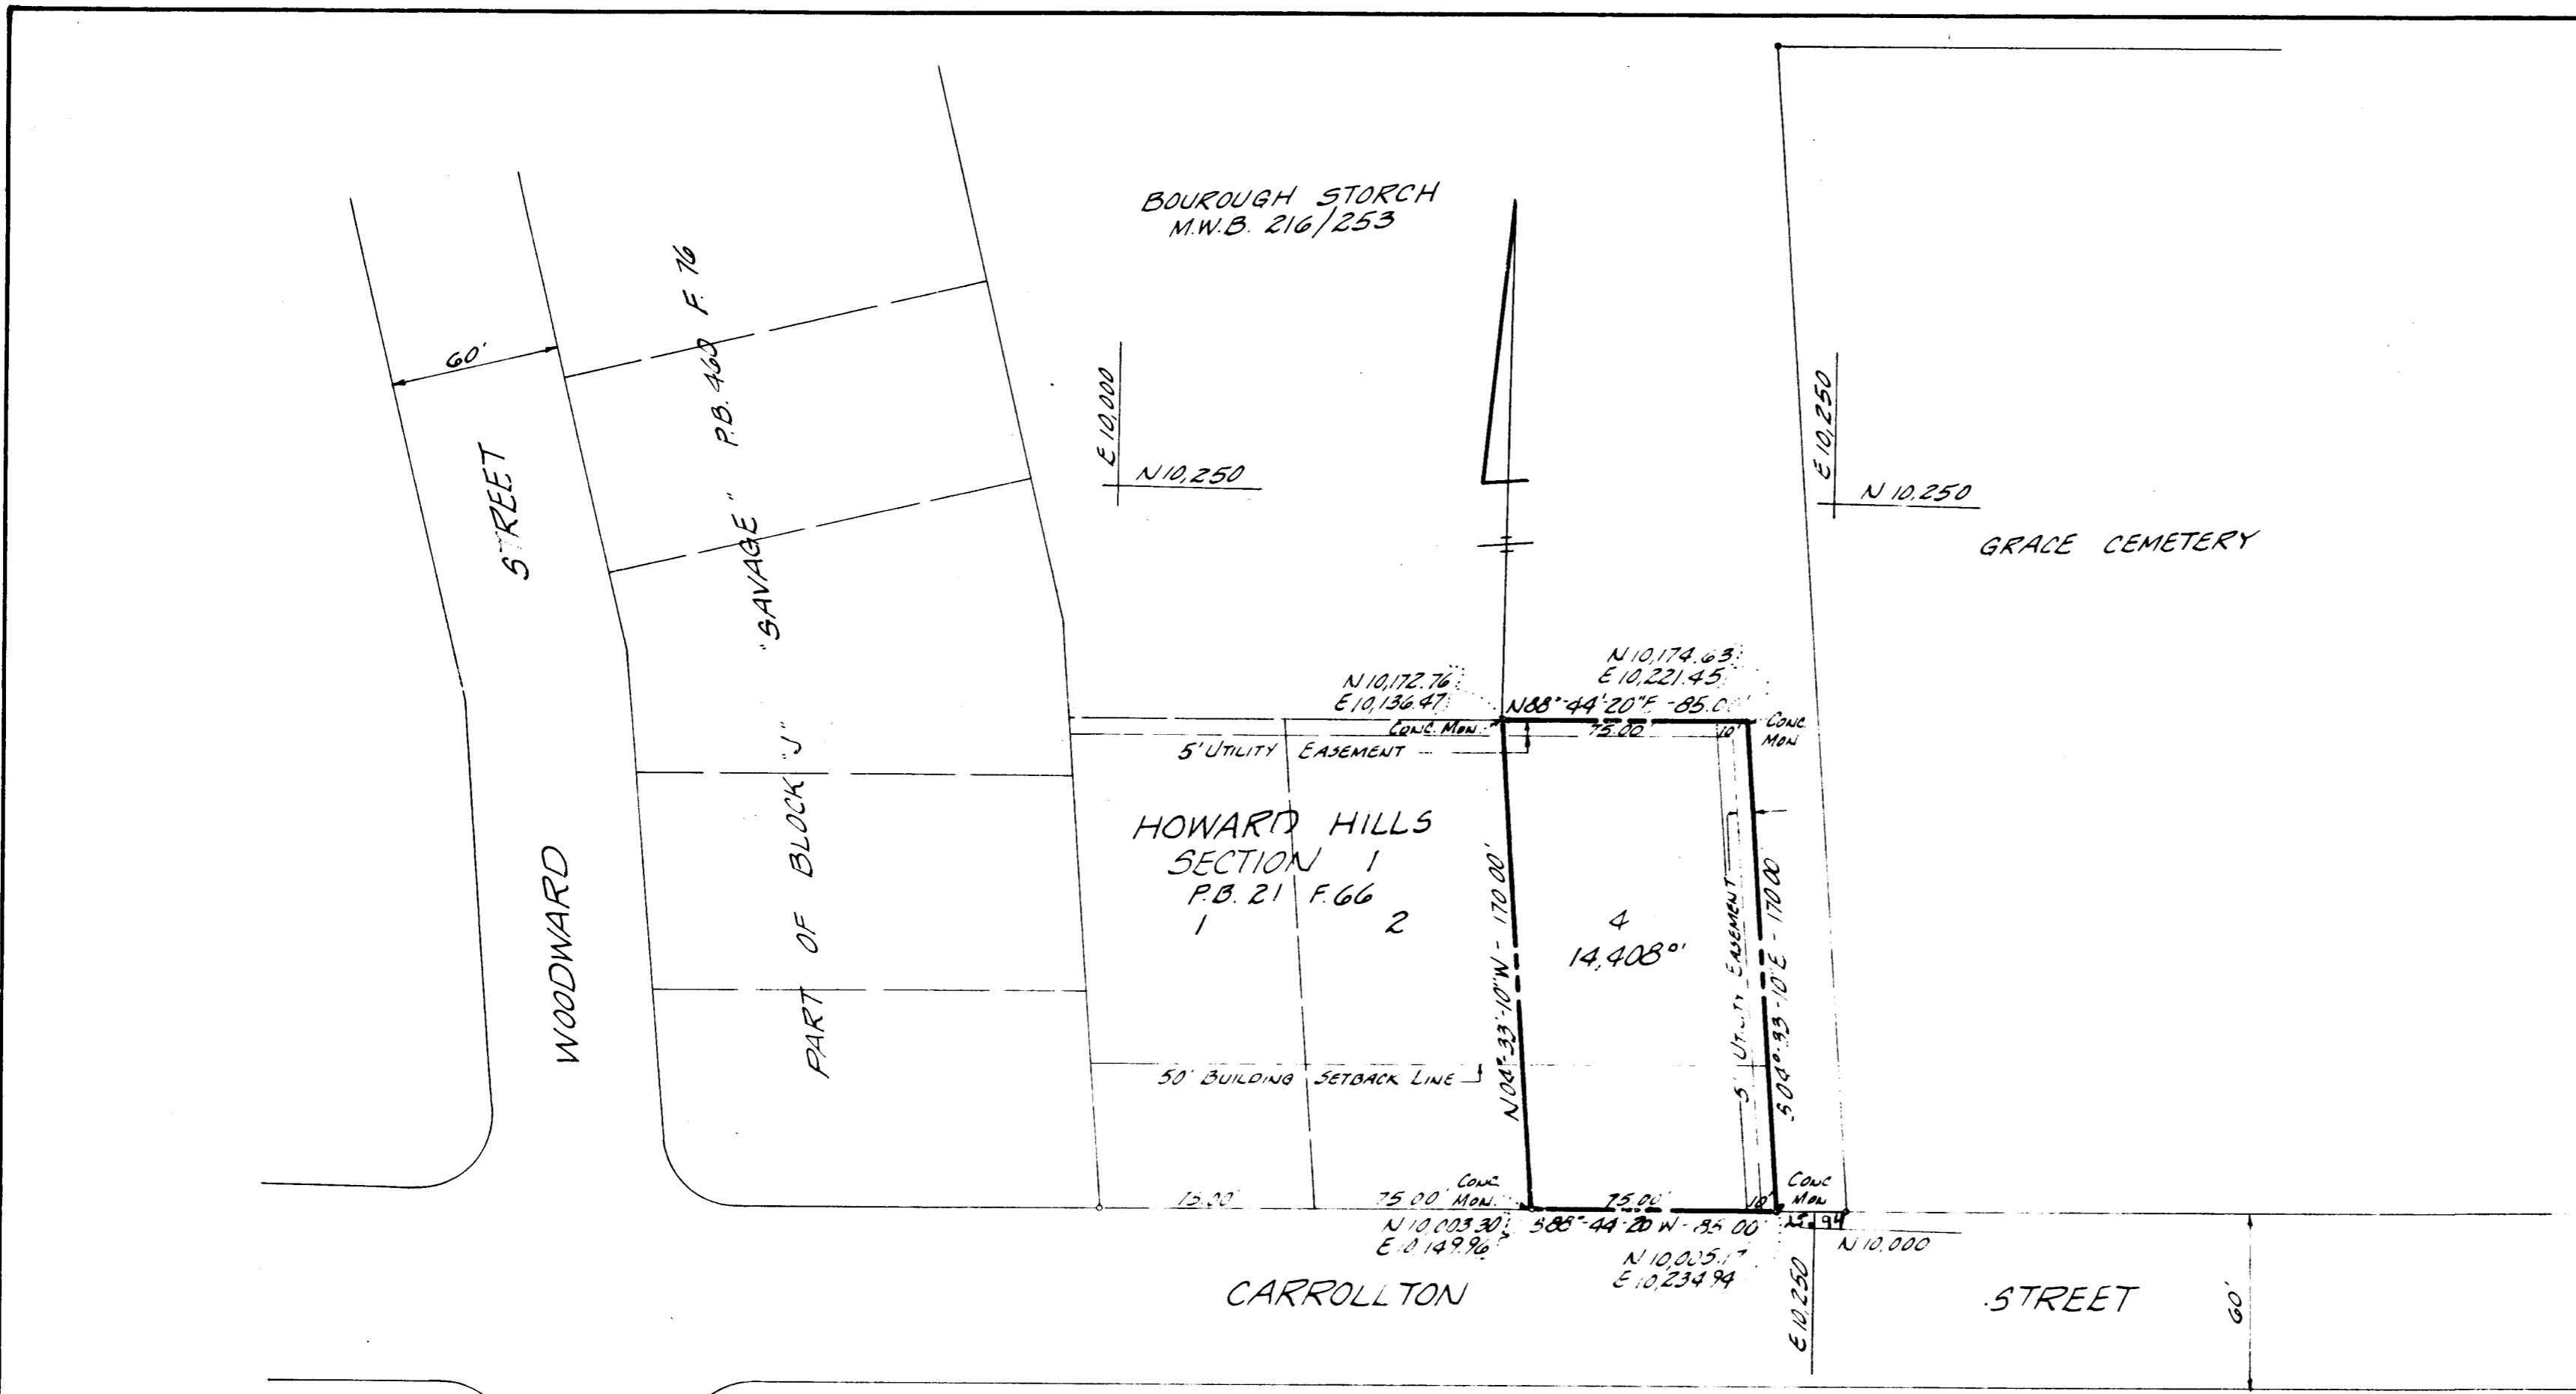 BOUROUGH STORCH
M.W.B. 216/253
60'
WOODWARD STREET
PART OF BLOCK "J" "SAVAGE" P.B. 460 F. 76
E 10,000
N 10,250
E 10,250
N 10,250
GRACE CEMETERY
N 10,174.63
E 10,221.45
N 10,172.76
E 10,136.47
N88°-44'-20"E - 85.0
CONC. MON.
75.00'
10'
CONC.
MON
5' UTILITY EASEMENT
HOWARD HILLS
SECTION 1
P.B. 21 F. 66
1
2
N04°-33'-10"W - 170.00'
4
14,408
5' UTILITY EASEMENT
S04°-33'-10"E - 170.00
50' BUILDING SETBACK LINE
75.00'
75.00'
CONC.
MON.
75.00'
10'
CONC
MON
N 10,003.30
E 10,149.96
S88°-44'-20"W - 85.00'
N 10,005.17
E 10,234.94
N 10,000
E 10,250
CARROLLTON STREET
60'